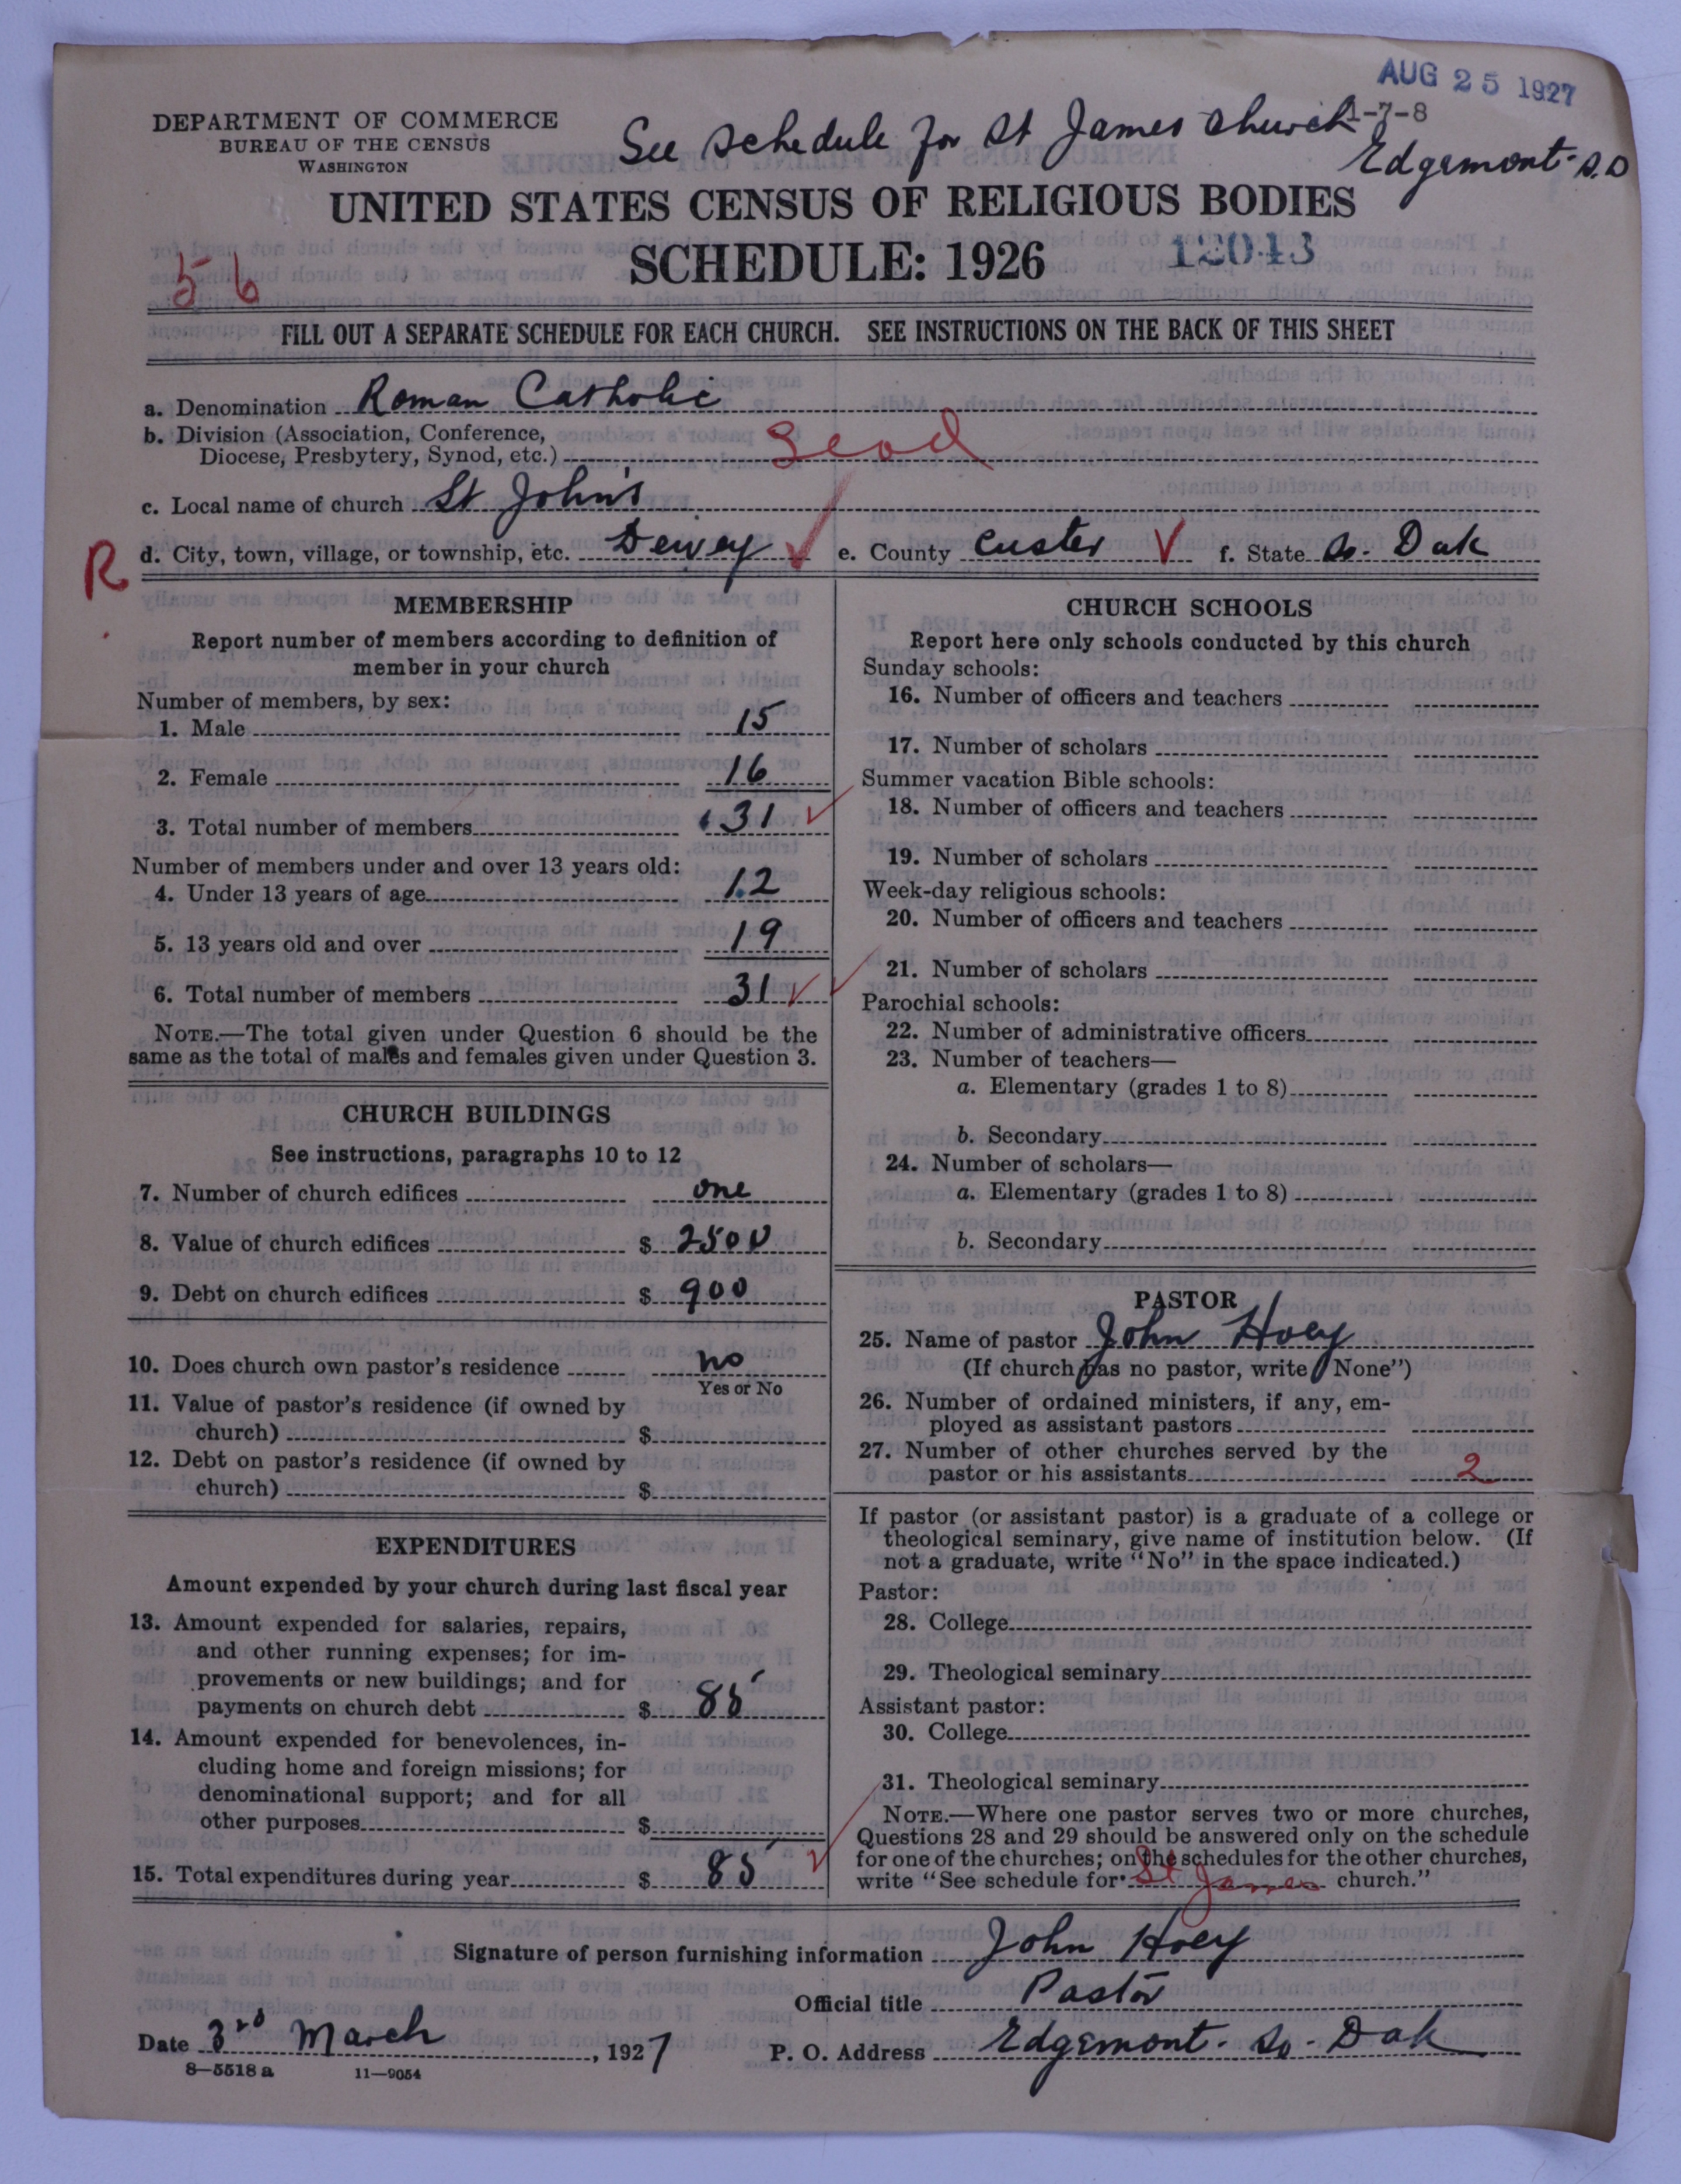 AUG 25 1927
1-7-8
DEPARTMENT OF COMMERCE
BUREAU OF THE CENSUS
WASHINGTON
See schedule for St James church
Edgemont - S.D
UNITED STATES CENSUS OF RELIGIOUS BODIES
SCHEDULE: 1926
12043
56
FILL OUT A SEPARATE SCHEDULE FOR EACH CHURCH. SEE INSTRUCTIONS ON THE BACK OF THIS SHEET
a. Denomination Roman Catholic
b. Division (Association, Conference,
Diocese, Presbytery, Synod, etc.) Lead
c. Local name of church St John's
R d. City, town, village, or township, etc. Dewey e. County Custer f. State So. Dak
MEMBERSHIP
Report number of members according to definition of
member in your church
Number of members, by sex:
1. Male 15
2. Female 16
3. Total number of members 31
Number of members under and over 13 years old:
4. Under 13 years of age 12
5. 13 years old and over 19
6. Total number of members 31
NOTE.—The total given under Question 6 should be the
same as the total of males and females given under Question 3.
CHURCH BUILDINGS
See instructions, paragraphs 10 to 12
7. Number of church edifices one
8. Value of church edifices $ 2500
9. Debt on church edifices $ 900
10. Does church own pastor's residence no
Yes or No
11. Value of pastor's residence (if owned by
church) $
12. Debt on pastor's residence (if owned by
church) $
EXPENDITURES
Amount expended by your church during last fiscal year
13. Amount expended for salaries, repairs,
and other running expenses; for im-
provements or new buildings; and for
payments on church debt $ 85
14. Amount expended for benevolences, in-
cluding home and foreign missions; for
denominational support; and for all
other purposes $
15. Total expenditures during year $ 85
CHURCH SCHOOLS
Report here only schools conducted by this church
Sunday schools:
16. Number of officers and teachers
17. Number of scholars
Summer vacation Bible schools:
18. Number of officers and teachers
19. Number of scholars
Week-day religious schools:
20. Number of officers and teachers
21. Number of scholars
Parochial schools:
22. Number of administrative officers
23. Number of teachers—
a. Elementary (grades 1 to 8)
b. Secondary
24. Number of scholars—
a. Elementary (grades 1 to 8)
b. Secondary
PASTOR
25. Name of pastor John Hoey
(If church has no pastor, write "None")
26. Number of ordained ministers, if any, em-
ployed as assistant pastors
27. Number of other churches served by the
pastor or his assistants 2
If pastor (or assistant pastor) is a graduate of a college or
theological seminary, give name of institution below. (If
not a graduate, write "No" in the space indicated.)
Pastor:
28. College
29. Theological seminary
Assistant pastor:
30. College
31. Theological seminary
NOTE.—Where one pastor serves two or more churches,
Questions 28 and 29 should be answered only on the schedule
for one of the churches; on the schedules for the other churches,
write "See schedule for St James church."
Signature of person furnishing information John Hoey
Official title Pastor
Date 3rd March, 1927 P. O. Address Edgemont - So - Dak
8—5518 a 11—9054